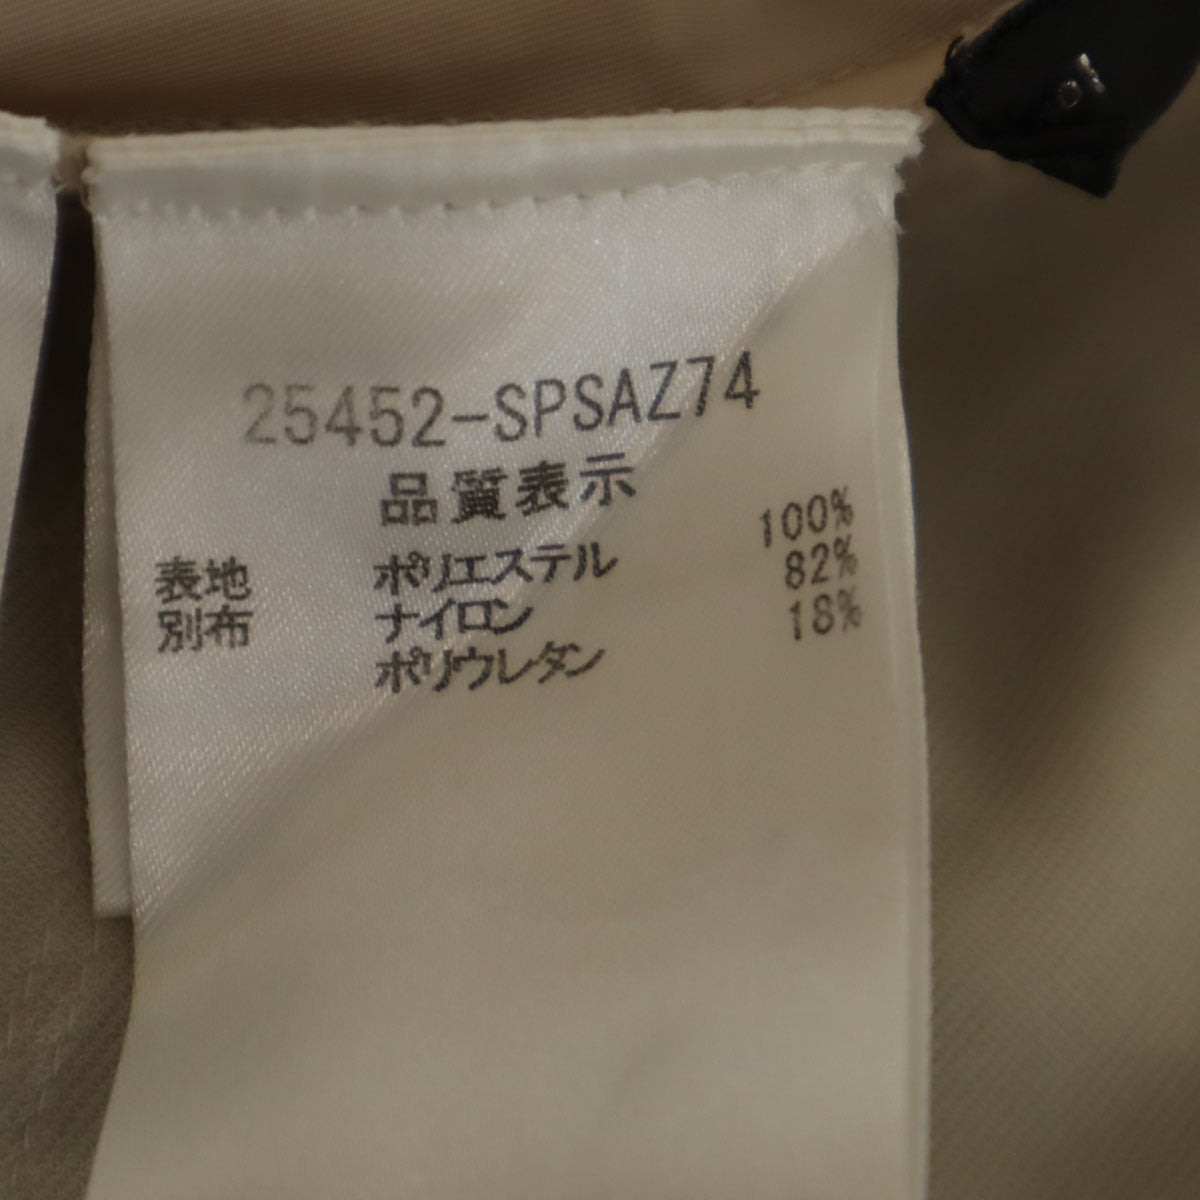 25452-SPSAZ74
品質表示
表地 ポリエステル 100%
別布 ナイロン 82%
ポリウレタン 18%